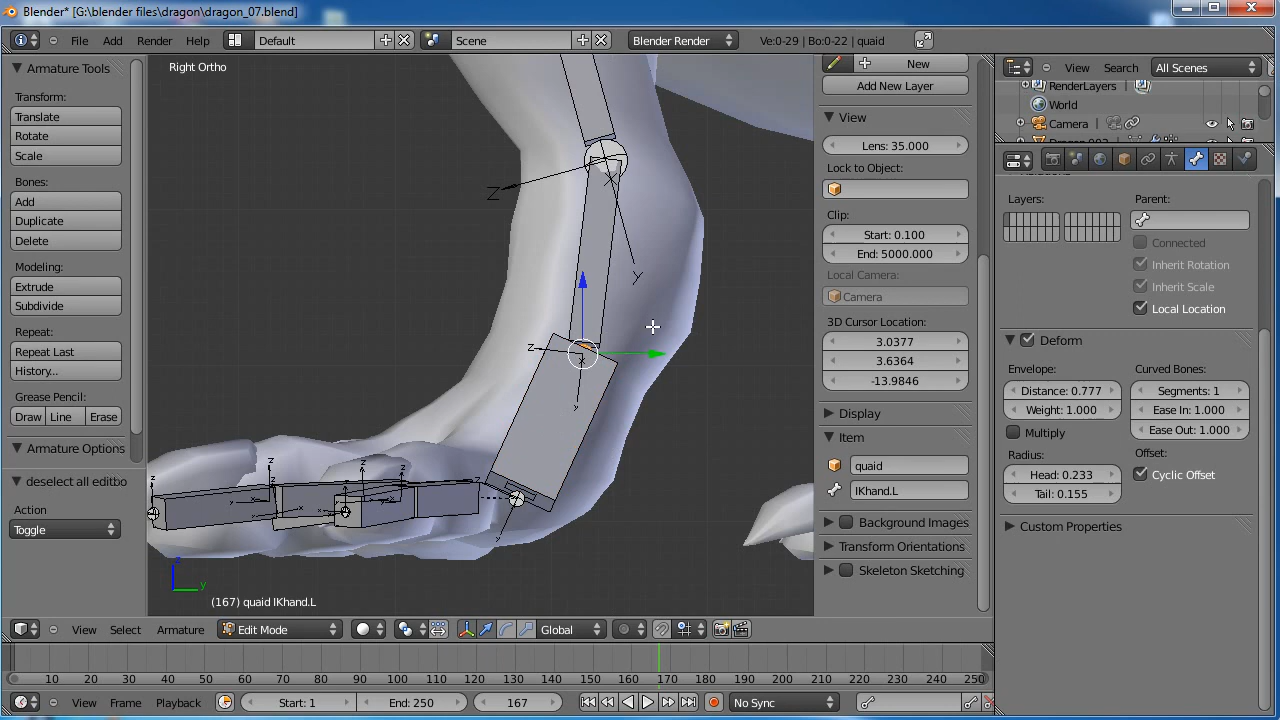 Blender* [G:\blender files\dragon\dragon_07.blend]
File Add Render Help Default Scene Blender Render Ve:0-29 | Bo:0-22 | quaid
Armature Tools
Transform:
Translate
Rotate
Scale
Bones:
Add
Duplicate
Delete
Modeling:
Extrude
Subdivide
Repeat:
Repeat Last
History...
Grease Pencil:
Draw Line Erase
Armature Options
deselect all editbo
Action
Toggle
Right Ortho
Z
Y
X
z
y
(167) quaid IKhand.L
New
Add New Layer
View
Lens: 35.000
Lock to Object:
Clip:
Start: 0.100
End: 5000.000
Local Camera:
Camera
3D Cursor Location:
3.0377
3.6364
-13.9846
Display
Item
quaid
IKhand.L
Background Images
Transform Orientations
Skeleton Sketching
View Search All Scenes
RenderLayers
World
Camera
Layers:
Parent:
Connected
Inherit Rotation
Inherit Scale
Local Location
Deform
Envelope:
Distance: 0.777
Weight: 1.000
Multiply
Radius:
Head: 0.233
Tail: 0.155
Curved Bones:
Segments: 1
Ease In: 1.000
Ease Out: 1.000
Offset:
Cyclic Offset
Custom Properties
View Select Armature Edit Mode Global
10 20 30 40 50 60 70 80 90 100 110 120 130 140 150 160 170 180 190 200 210 220 230 240 250
View Frame Playback Start: 1 End: 250 167 No Sync